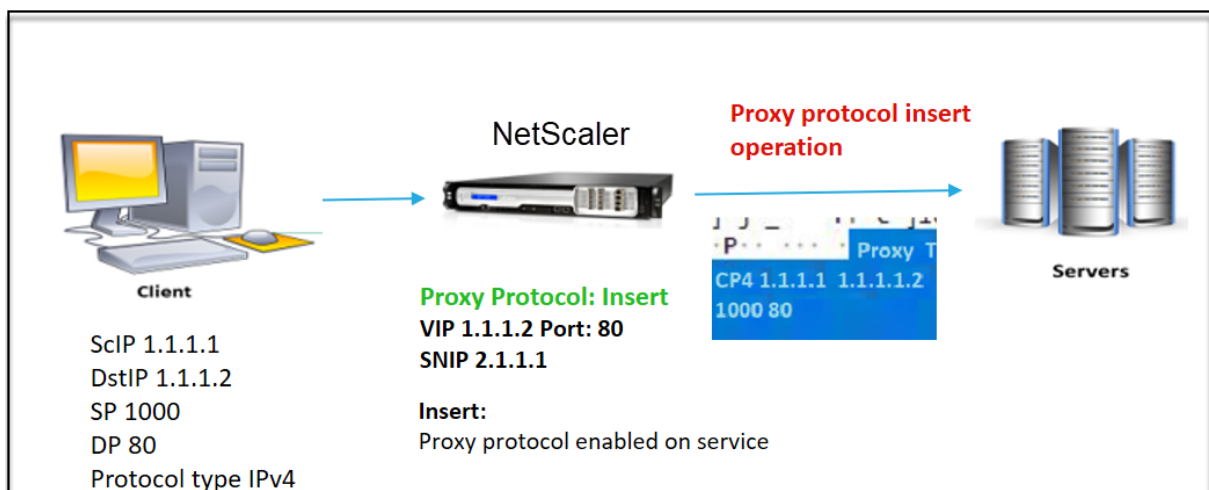 NetScaler
Proxy protocol insert
operation
Client
Servers
ScIP 1.1.1.1
DstIP 1.1.1.2
SP 1000
DP 80
Protocol type IPv4
Proxy Protocol: Insert
VIP 1.1.1.2 Port: 80
SNIP 2.1.1.1
Insert:
Proxy protocol enabled on service
Proxy T
CP4 1.1.1.1 1.1.1.1.2
1000 80